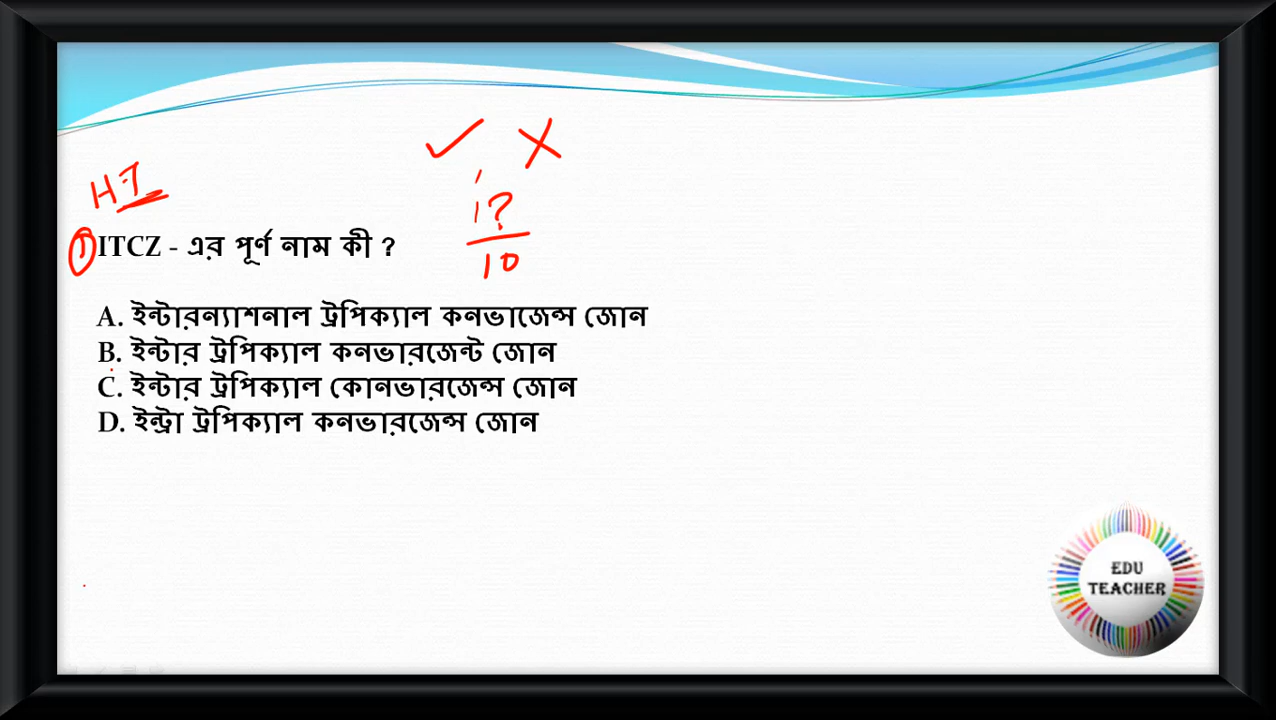 H.T
① ITCZ - এর পূর্ণ নাম কী ?
1?
10
A. ইন্টারন্যাশনাল ট্রপিক্যাল কনভাজেন্স জোন
B. ইন্টার ট্রপিক্যাল কনভারজেন্ট জোন
C. ইন্টার ট্রপিক্যাল কোনভারজেন্স জোন
D. ইন্ট্রা ট্রপিক্যাল কনভারজেন্স জোন
EDU
TEACHER